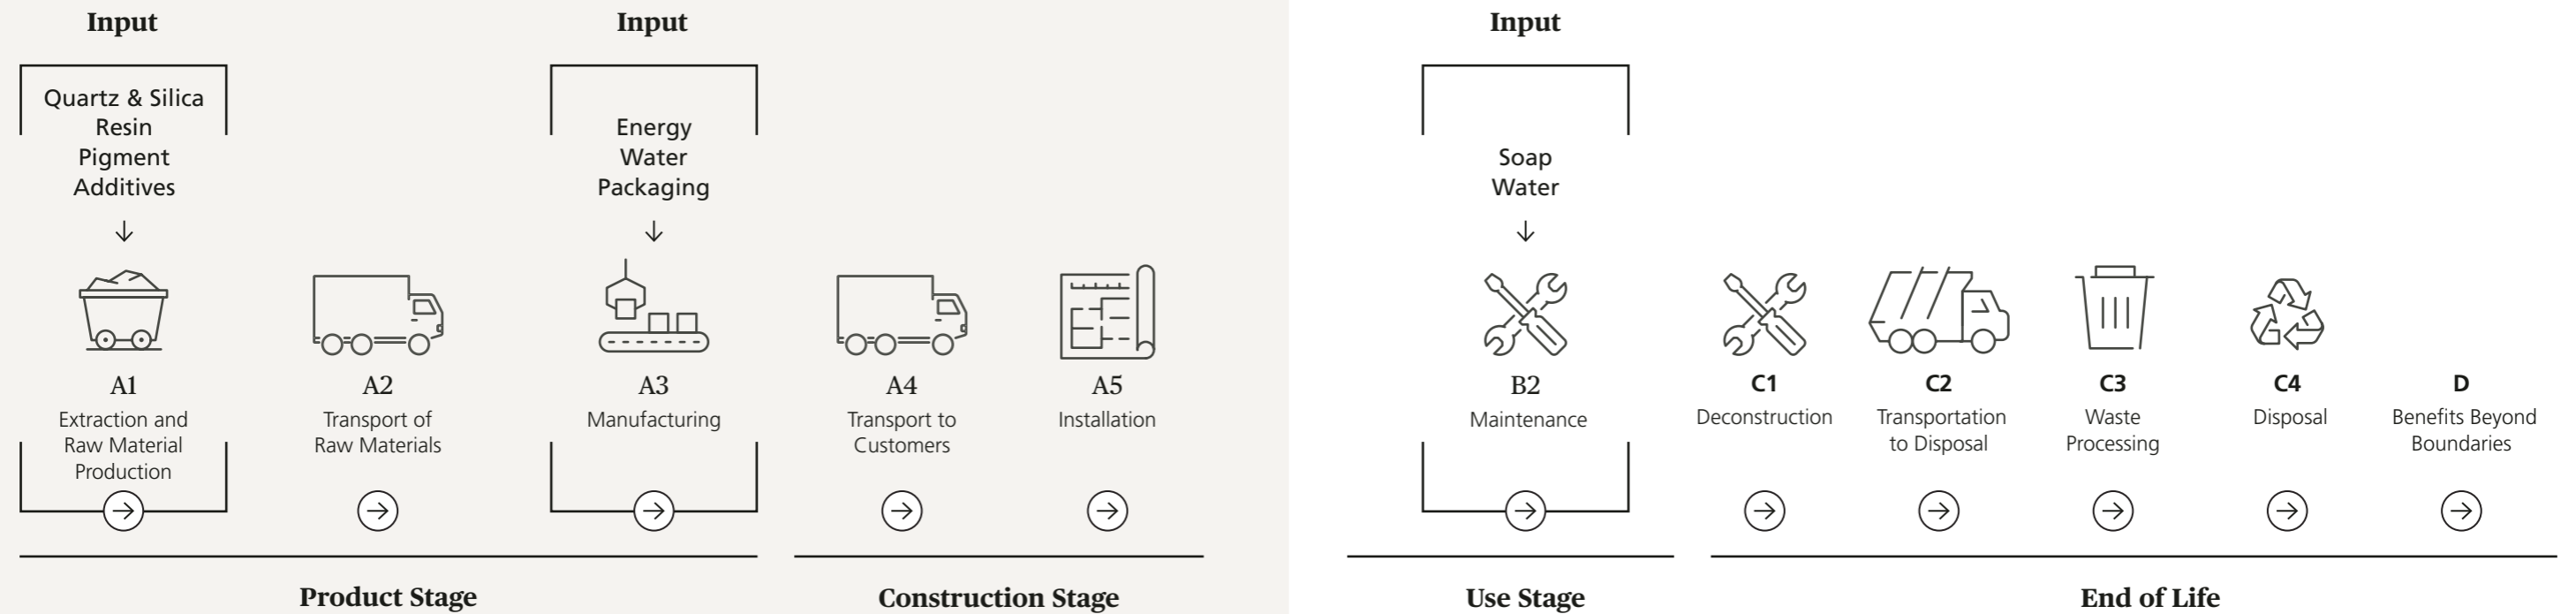 Input
Quartz & Silica
Resin
Pigment
Additives
A1
Extraction and
Raw Material
Production
A2
Transport of
Raw Materials
Input
Energy
Water
Packaging
A3
Manufacturing
Product Stage
A4
Transport to
Customers
A5
Installation
Construction Stage
Input
Soap
Water
B2
Maintenance
Use Stage
C1
Deconstruction
C2
Transportation
to Disposal
C3
Waste
Processing
C4
Disposal
D
Benefits Beyond
Boundaries
End of Life